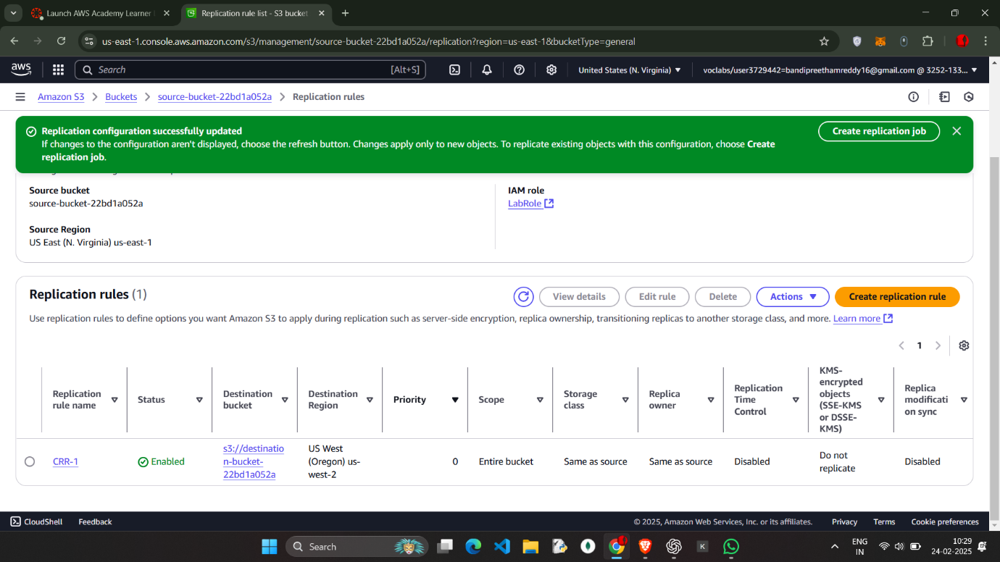 Launch AWS Academy Learner
Replication rule list - S3 bucket
us-east-1.console.aws.amazon.com/s3/management/source-bucket-22bd1a052a/replication?region=us-east-1&bucketType=general
aws
Search
[Alt+S]
United States (N. Virginia)
voclabs/user3729442=bandipreethamreddy16@gmail.com @ 3252-133...
Amazon S3
Buckets
source-bucket-22bd1a052a
Replication rules
Replication configuration successfully updated
If changes to the configuration aren't displayed, choose the refresh button. Changes apply only to new objects. To replicate existing objects with this configuration, choose Create
replication job.
Create replication job
Source bucket
source-bucket-22bd1a052a
Source Region
US East (N. Virginia) us-east-1
IAM role
LabRole
Replication rules (1)
View details
Edit rule
Delete
Actions
Create replication rule
Use replication rules to define options you want Amazon S3 to apply during replication such as server-side encryption, replica ownership, transitioning replicas to another storage class, and more. Learn more
1
Replication
rule name
Status
Destination
bucket
Destination
Region
Priority
Scope
Storage
class
Replica
owner
Replication
Time
Control
KMS-
encrypted
objects
(SSE-KMS
or DSSE-
KMS)
Replica
modificati
on sync
CRR-1
Enabled
s3://destinatio
n-bucket-
22bd1a052a
US West
(Oregon) us-
west-2
0
Entire bucket
Same as source
Same as source
Disabled
Do not
replicate
Disabled
CloudShell
Feedback
© 2025, Amazon Web Services, Inc. or its affiliates.
Privacy
Terms
Cookie preferences
Search
K
ENG
IN
10:29
24-02-2025